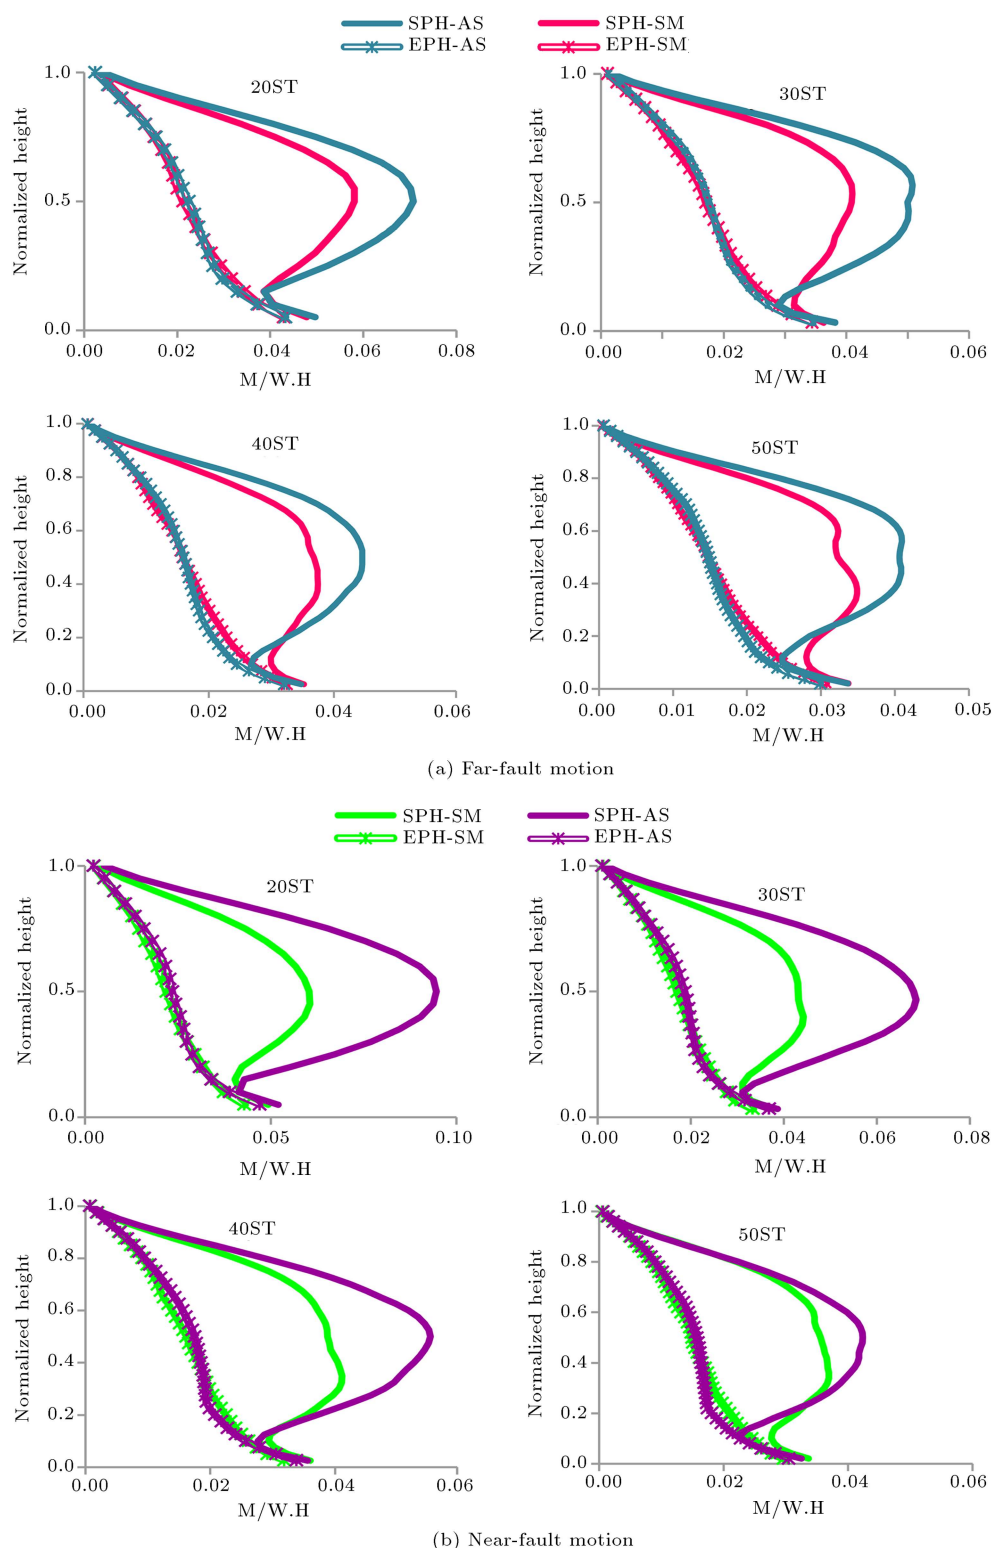 SPH-AS SPH-SM
EPH-AS EPH-SM
20ST 30ST
1.0 1.0
Normalized height Normalized height
0.5 0.5
0.0 0.0
0.00 0.02 0.04 0.06 0.08 0.00 0.02 0.04 0.06
M/W.H M/W.H
40ST 50ST
1.0 1.0
0.8 0.8
Normalized height Normalized height
0.6 0.6
0.4 0.4
0.2 0.2
0.0 0.0
0.00 0.02 0.04 0.06 0.00 0.01 0.02 0.03 0.04 0.05
M/W.H M/W.H
(a) Far-fault motion
SPH-SM SPH-AS
EPH-SM EPH-AS
1.0 1.0
20ST 30ST
Normalized height Normalized height
0.5 0.5
0.0 0.0
0.00 0.05 0.10 0.00 0.02 0.04 0.06 0.08
M/W.H M/W.H
1.0 1.0
40ST 50ST
0.8 0.8
Normalized height Normalized height
0.6 0.6
0.4 0.4
0.2 0.2
0.0 0.0
0.00 0.02 0.04 0.06 0.00 0.02 0.04 0.06
M/W.H M/W.H
(b) Near-fault motion